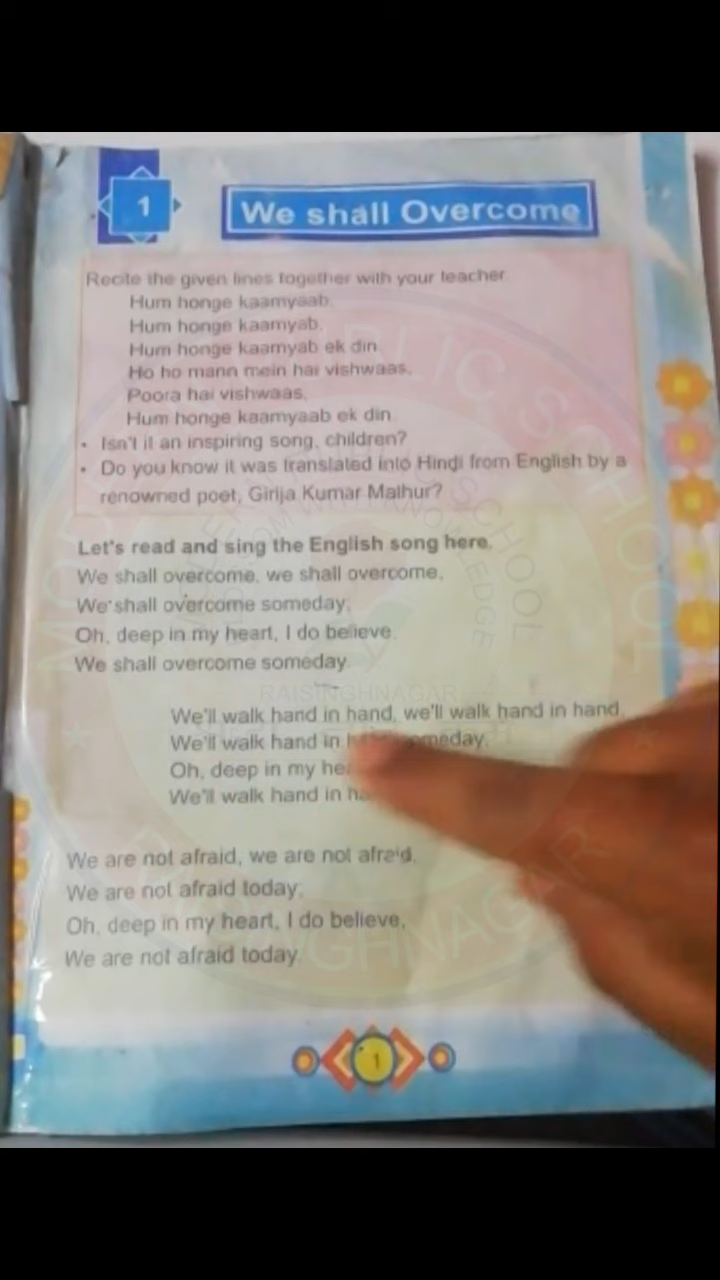 1
We shall Overcome
Recite the given lines together with your teacher.
Hum honge kaamyaab.
Hum honge kaamyab.
Hum honge kaamyab ek din.
Ho ho mann mein hai vishwaas,
Poora hai vishwaas,
Hum honge kaamyaab ek din.
• Isn't it an inspiring song, children?
• Do you know it was translated into Hindi from English by a
renowned poet, Girija Kumar Mathur?
Let's read and sing the English song here.
We shall overcome, we shall overcome,
We shall overcome someday;
Oh, deep in my heart, I do believe.
We shall overcome someday.
RAISINGHNAGAR
We'll walk hand in hand, we'll walk hand in hand,
We'll walk hand in someday;
Oh, deep in my
We'll walk hand in
We are not afraid, we are not afraid,
We are not afraid today;
Oh, deep in my heart, I do believe,
We are not afraid today.
1